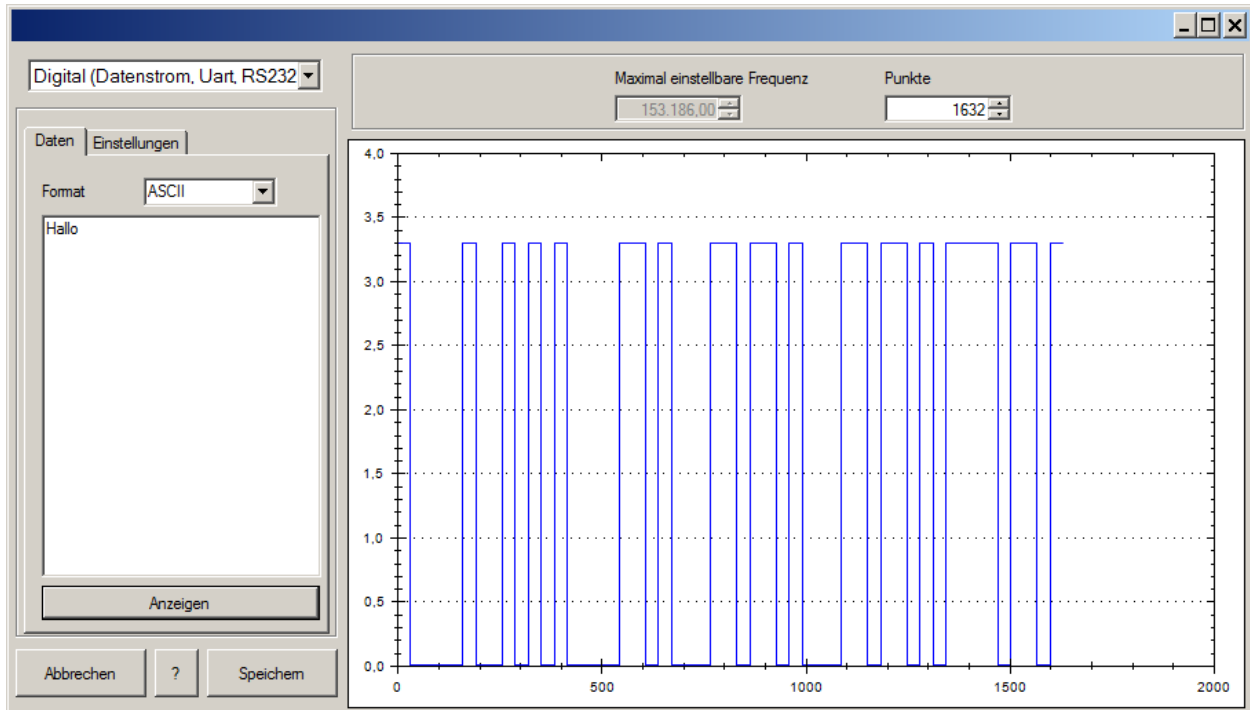 Digital (Datenstrom, Uart, RS232
Maximal einstellbare Frequenz
Punkte
153.186,00
1632
Daten
Einstellungen
Format
ASCII
Hallo
Anzeigen
Abbrechen
?
Speichern
4,0
3,5
3,0
2,5
2,0
1,5
1,0
0,5
0,0
0
500
1000
1500
2000